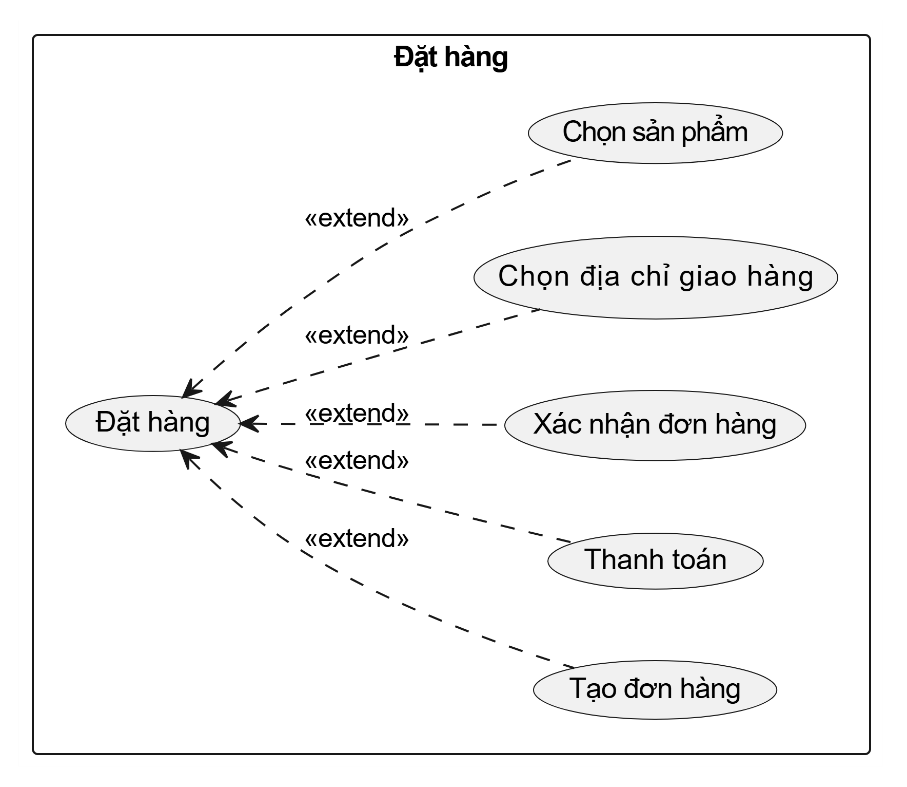 Đặt hàng
Chọn sản phẩm
«extend»
Chọn địa chỉ giao hàng
«extend»
Đặt hàng
«extend»
Xác nhận đơn hàng
«extend»
Thanh toán
«extend»
Tạo đơn hàng